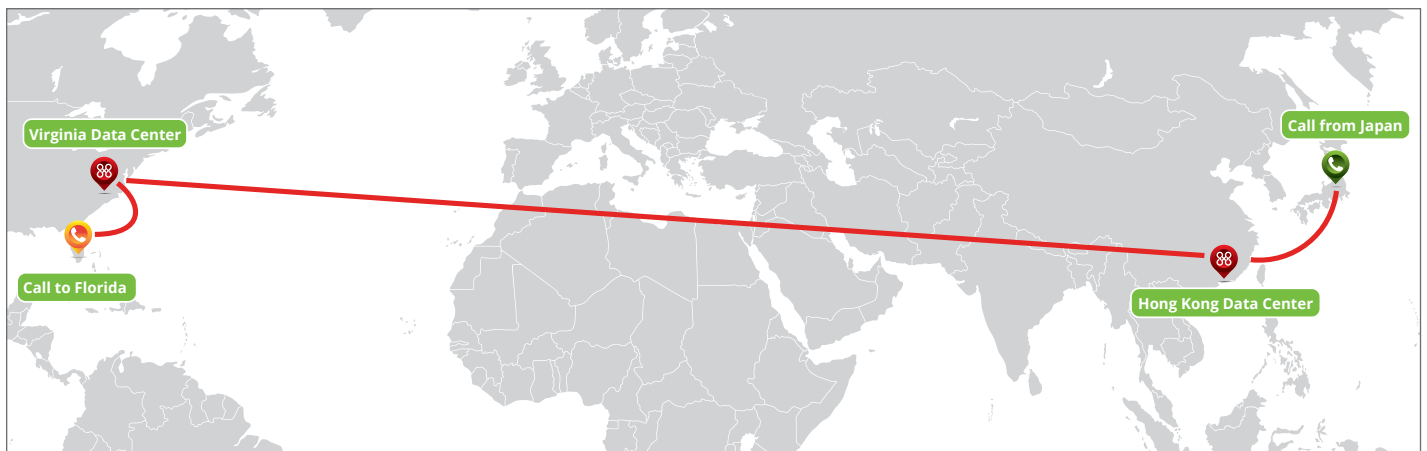 Virginia Data Center
Call from Japan
Call to Florida
Hong Kong Data Center